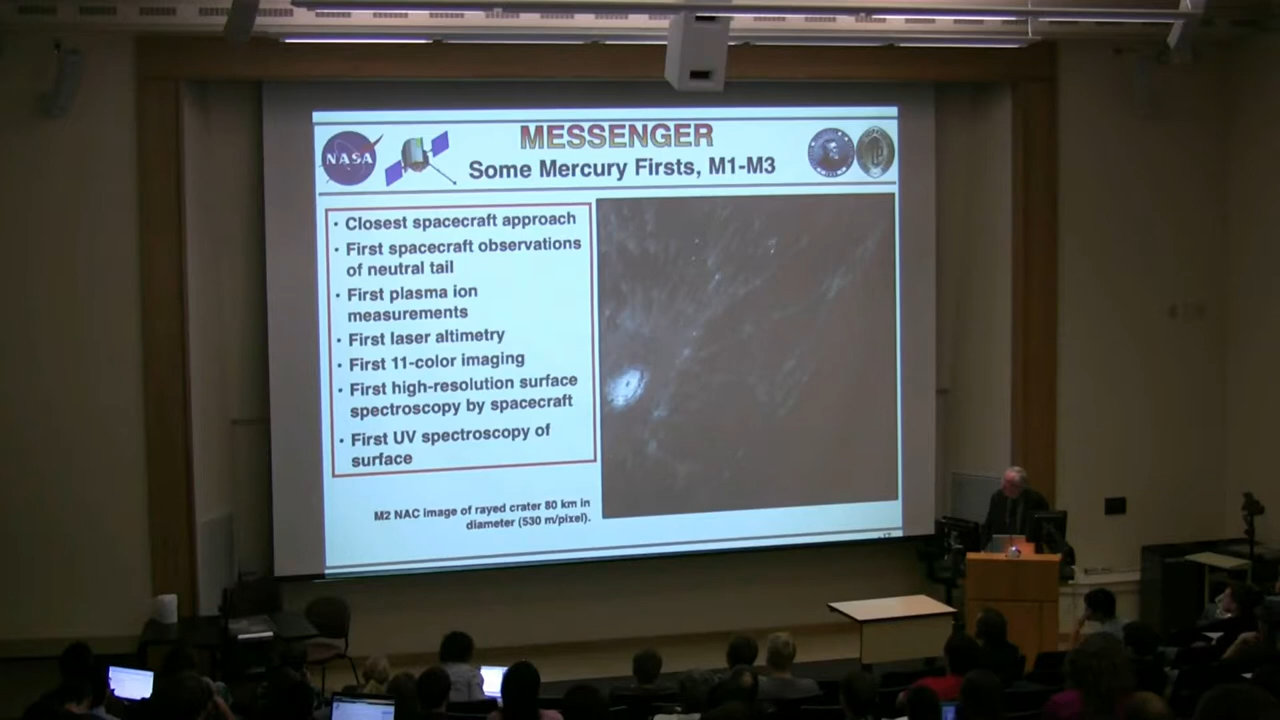 NASA
MESSENGER
Some Mercury Firsts, M1-M3
• Closest spacecraft approach
• First spacecraft observations
of neutral tail
• First plasma ion
measurements
• First laser altimetry
• First 11-color imaging
• First high-resolution surface
spectroscopy by spacecraft
• First UV spectroscopy of
surface
M2 NAC image of rayed crater 80 km in
diameter (530 m/pixel).